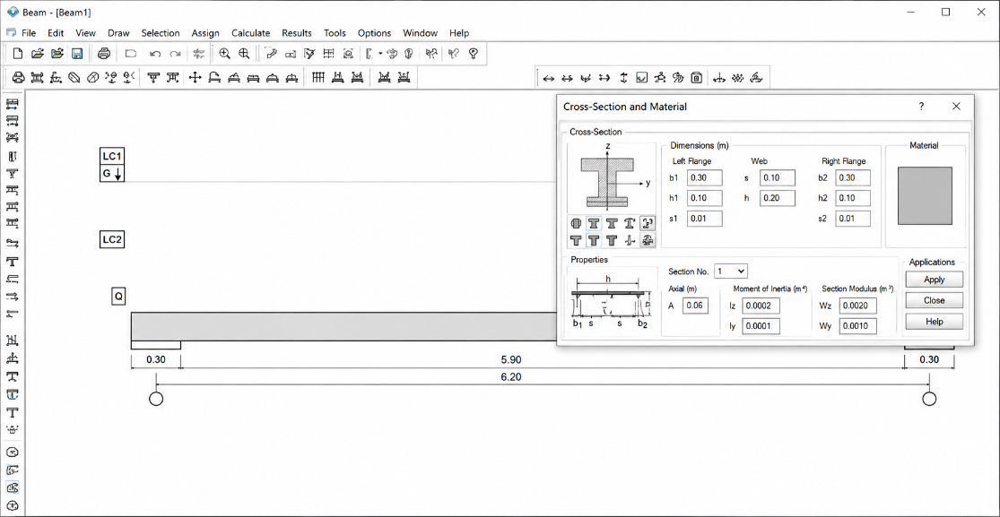 Beam - [Beam1]
File Edit View Draw Selection Assign Calculate Results Tools Options Window Help
Cross-Section and Material ?
Cross-Section
z
y
Dimensions (m)
Left Flange Web Right Flange
b1 0.30 s 0.10 b2 0.30
h1 0.10 h 0.20 h2 0.10
s1 0.01 s2 0.01
Material
Properties
h
b1 s s b2
Section No. 1
Axial (m) Moment of Inertia (m⁴) Section Modulus (m³)
A 0.06 Iz 0.0002 Wz 0.0020
Iy 0.0001 Wy 0.0010
Applications
Apply
Close
Help
LC1
G
LC2
Q
0.30 5.90 0.30
6.20